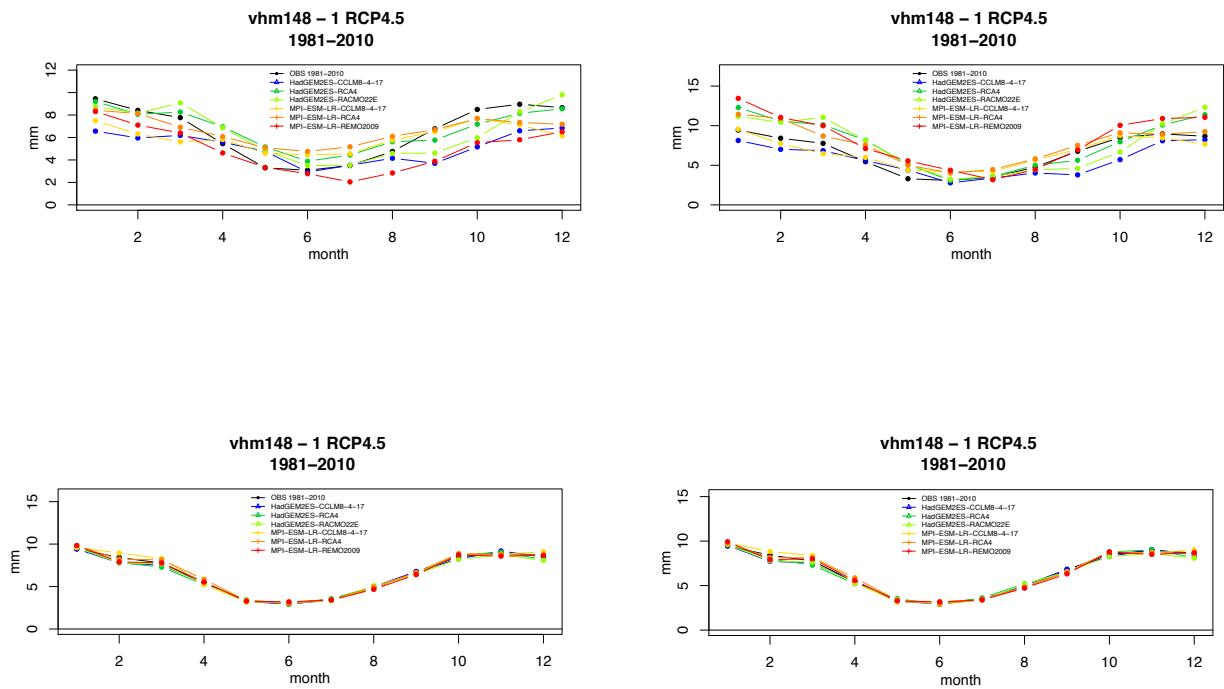 vhm148 – 1 RCP4.5
1981–2010
12
10
8
6
4
2
0
mm
OBS 1981–2010
HadGEM2ES–CCLM8–4–17
HadGEM2ES–RCA4
HadGEM2ES–RACMO22E
MPI–ESM–LR–CCLM8–4–17
MPI–ESM–LR–RCA4
MPI–ESM–LR–REMO2009
2 4 6 8 10 12
month
vhm148 – 1 RCP4.5
1981–2010
15
10
5
0
mm
OBS 1981–2010
HadGEM2ES–CCLM8–4–17
HadGEM2ES–RCA4
HadGEM2ES–RACMO22E
MPI–ESM–LR–CCLM8–4–17
MPI–ESM–LR–RCA4
MPI–ESM–LR–REMO2009
2 4 6 8 10 12
month
vhm148 – 1 RCP4.5
1981–2010
15
10
5
0
mm
OBS 1981–2010
HadGEM2ES–CCLM8–4–17
HadGEM2ES–RCA4
HadGEM2ES–RACMO22E
MPI–ESM–LR–CCLM8–4–17
MPI–ESM–LR–RCA4
MPI–ESM–LR–REMO2009
2 4 6 8 10 12
month
vhm148 – 1 RCP4.5
1981–2010
15
10
5
0
mm
OBS 1981–2010
HadGEM2ES–CCLM8–4–17
HadGEM2ES–RCA4
HadGEM2ES–RACMO22E
MPI–ESM–LR–CCLM8–4–17
MPI–ESM–LR–RCA4
MPI–ESM–LR–REMO2009
2 4 6 8 10 12
month